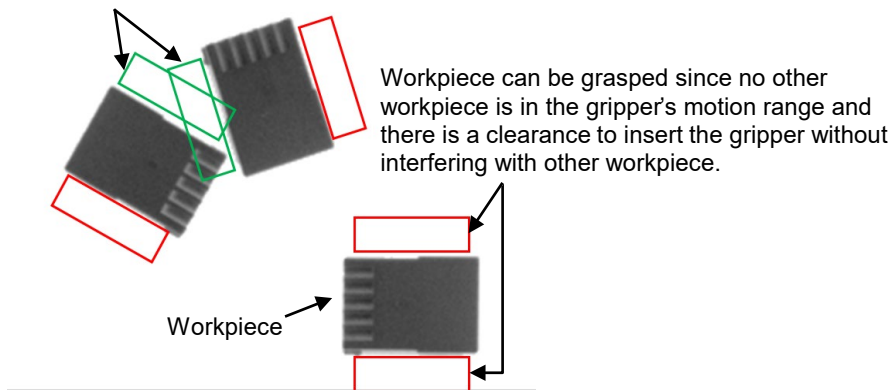 Workpiece can be grasped since no other
workpiece is in the gripper's motion range and
there is a clearance to insert the gripper without
interfering with other workpiece.
Workpiece